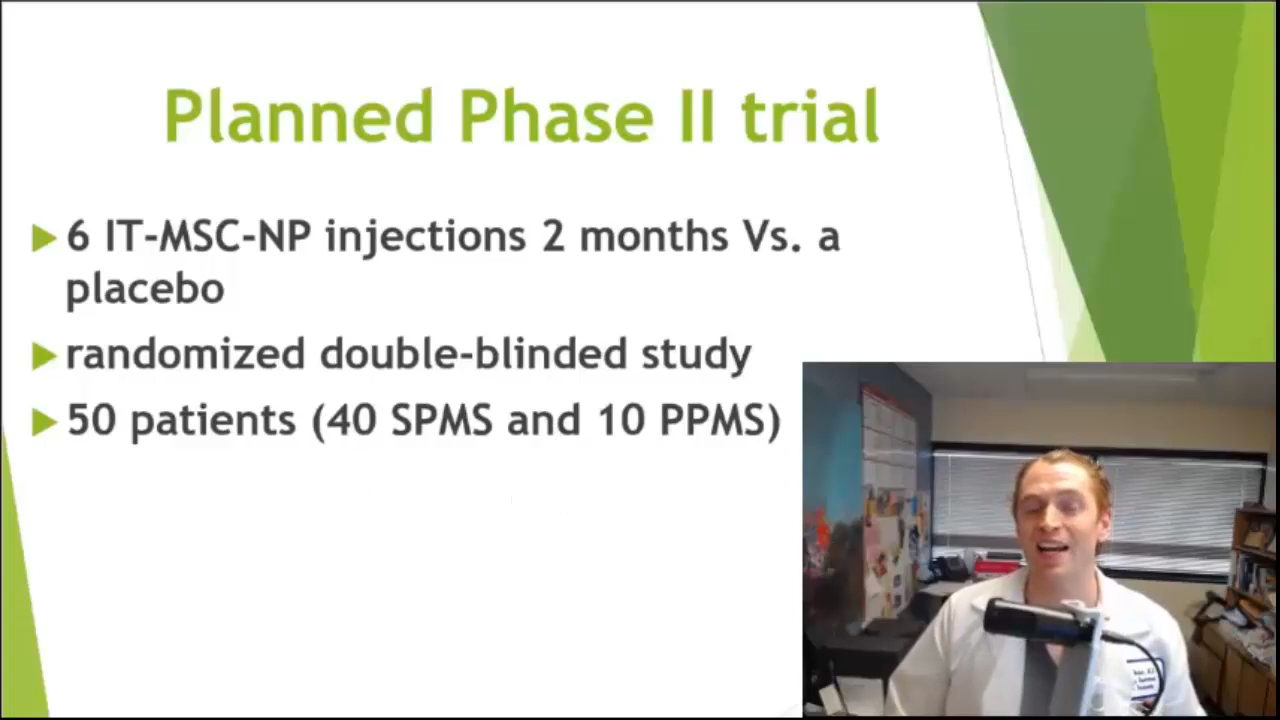 Planned Phase II trial
6 IT-MSC-NP injections 2 months Vs. a
placebo
randomized double-blinded study
50 patients (40 SPMS and 10 PPMS)